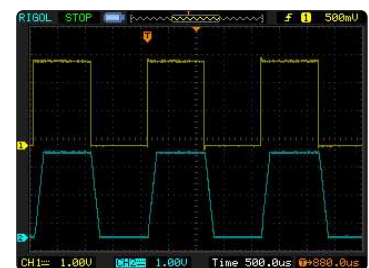 RIGOL STOP T f 1 500mV
T
1
2
CH1 1.00V CH2 1.00V Time 500.0us T→880.0us